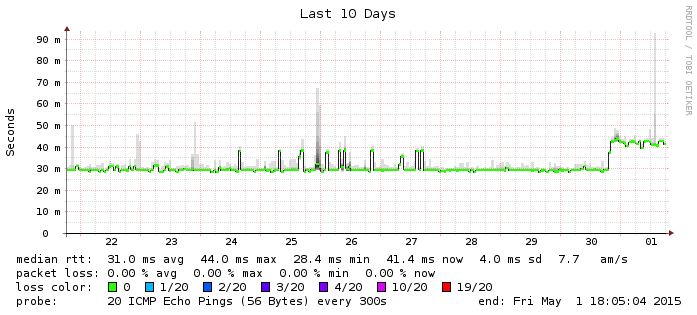 Last 10 Days
RRDTOOL / TOBI OETIKER
Seconds
90 m
80 m
70 m
60 m
50 m
40 m
30 m
20 m
10 m
0
22 23 24 25 26 27 28 29 30 01
median rtt: 31.0 ms avg 44.0 ms max 28.4 ms min 41.4 ms now 4.0 ms sd 7.7 am/s
packet loss: 0.00 % avg 0.00 % max 0.00 % min 0.00 % now
loss color: 0 1/20 2/20 3/20 4/20 10/20 19/20
probe: 20 ICMP Echo Pings (56 Bytes) every 300s end: Fri May 1 18:05:04 2015